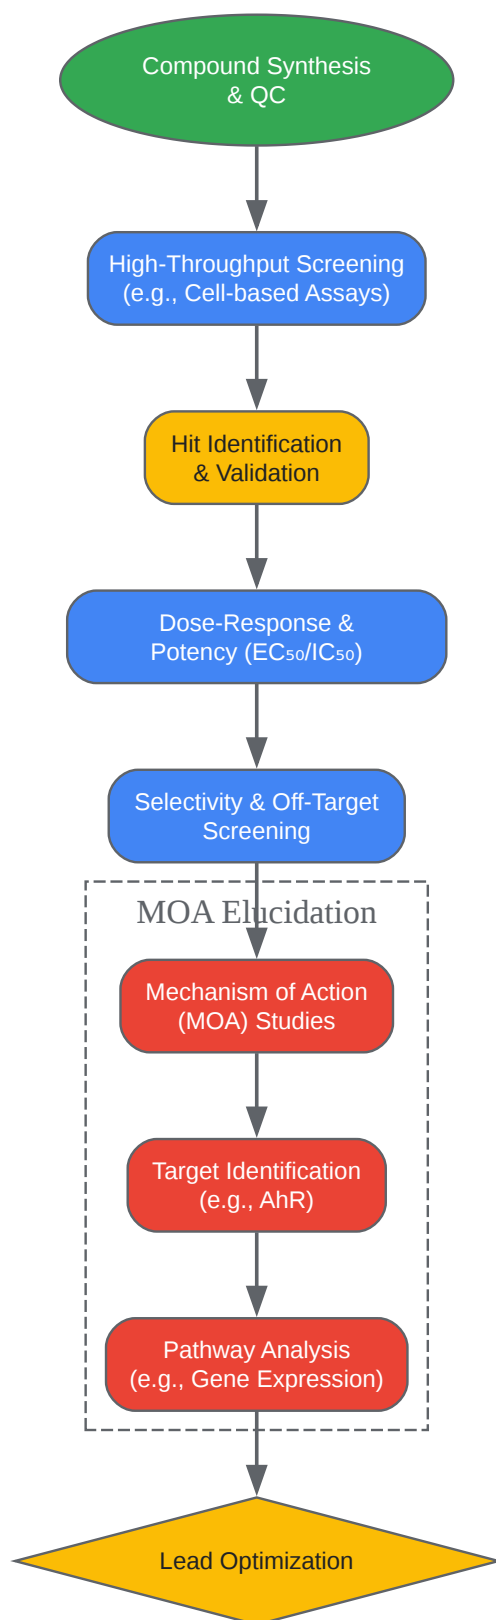 Compound Synthesis
& QC
High-Throughput Screening
(e.g., Cell-based Assays)
Hit Identification
& Validation
Dose-Response &
Potency (EC₅₀/IC₅₀)
Selectivity & Off-Target
Screening
MOA Elucidation
Mechanism of Action
(MOA) Studies
Target Identification
(e.g., AhR)
Pathway Analysis
(e.g., Gene Expression)
Lead Optimization